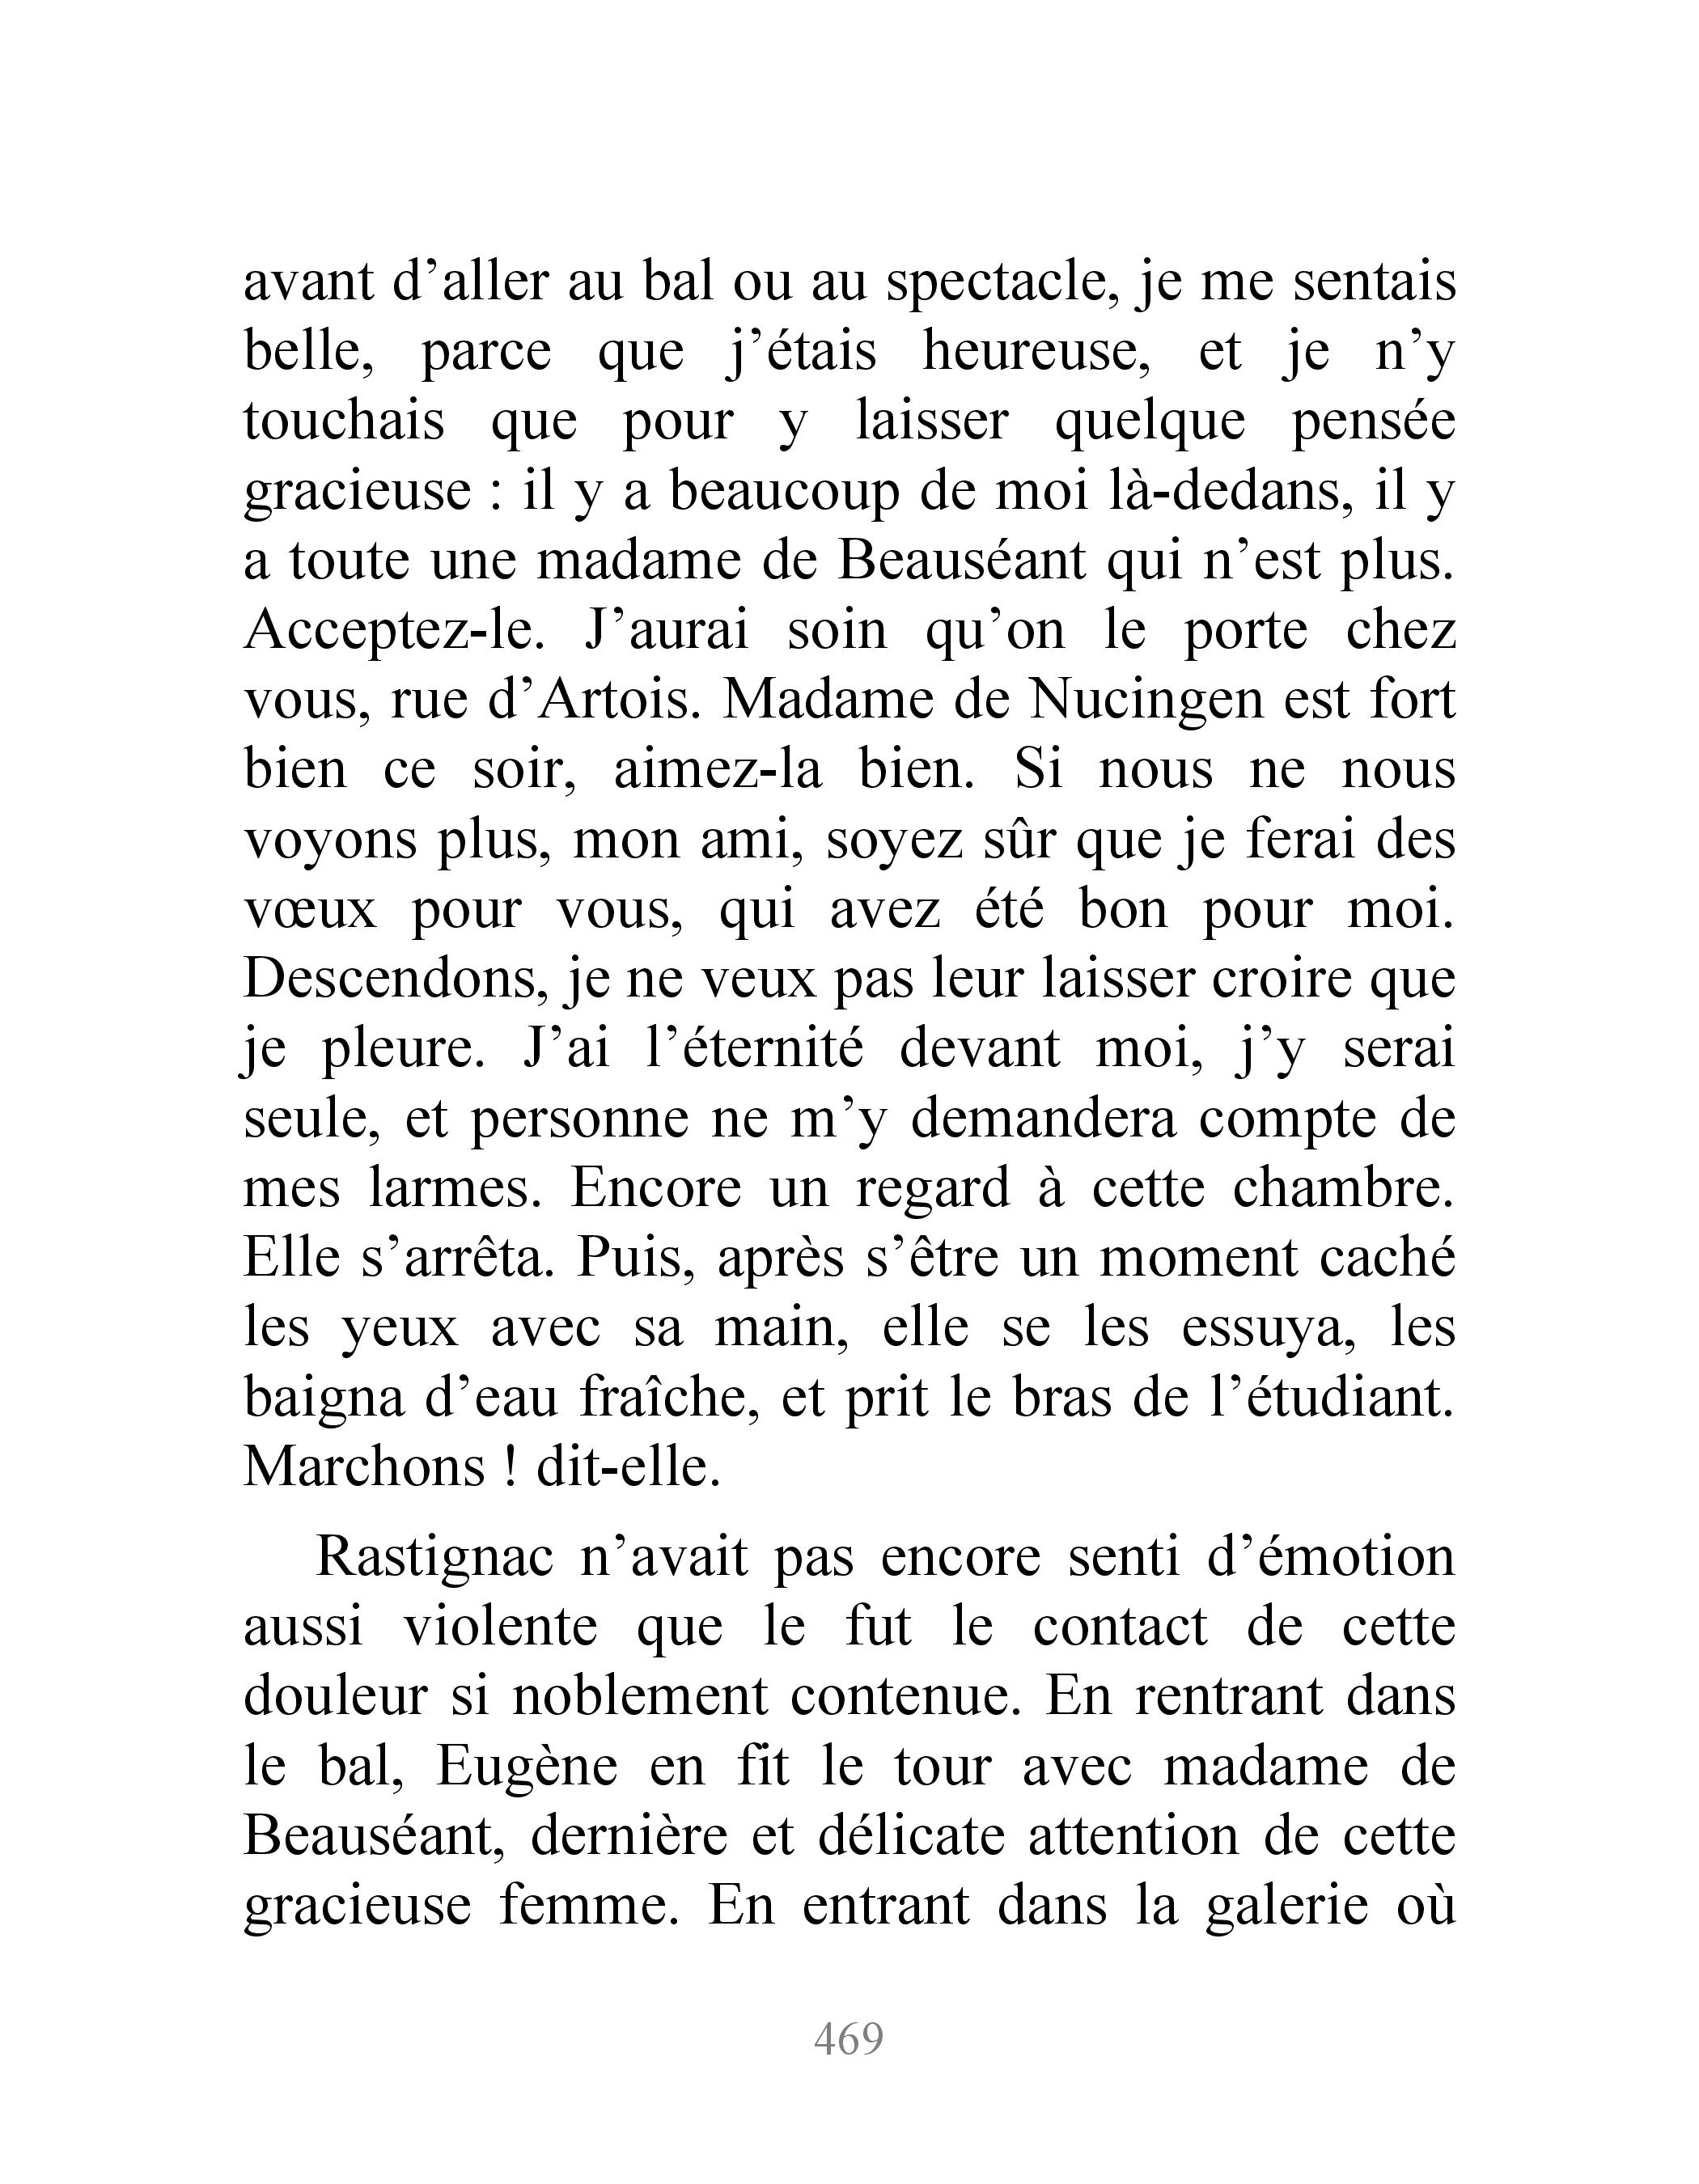 avant d’aller au bal ou au spectacle, je me sentais
belle, parce que j’étais heureuse, et je n’y
touchais que pour y laisser quelque pensée
gracieuse : il y a beaucoup de moi là-dedans, il y
a toute une madame de Beauséant qui n’est plus.
Acceptez-le. J’aurai soin qu’on le porte chez
vous, rue d’Artois. Madame de Nucingen est fort
bien ce soir, aimez-la bien. Si nous ne nous
voyons plus, mon ami, soyez sûr que je ferai des
vœux pour vous, qui avez été bon pour moi.
Descendons, je ne veux pas leur laisser croire que
je pleure. J’ai l’éternité devant moi, j’y serai
seule, et personne ne m’y demandera compte de
mes larmes. Encore un regard à cette chambre.
Elle s’arrêta. Puis, après s’être un moment caché
les yeux avec sa main, elle se les essuya, les
baigna d’eau fraîche, et prit le bras de l’étudiant.
Marchons ! dit-elle.
Rastignac n’avait pas encore senti d’émotion
aussi violente que le fut le contact de cette
douleur si noblement contenue. En rentrant dans
le bal, Eugène en fit le tour avec madame de
Beauséant, dernière et délicate attention de cette
gracieuse femme. En entrant dans la galerie où
469